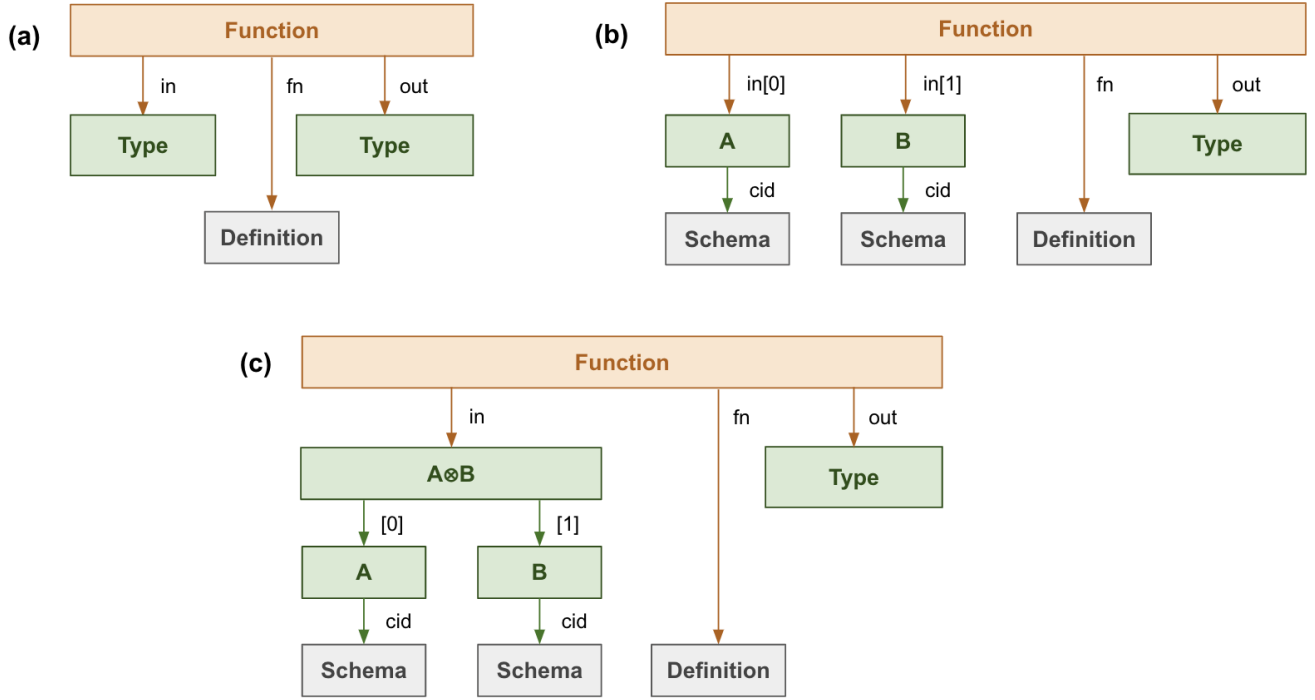 (a)
Function
in
fn
out
Type
Type
Definition
(b)
Function
in[0]
in[1]
fn
out
A
B
Type
cid
cid
Schema
Schema
Definition
(c)
Function
in
fn
out
A⊗B
Type
[0]
[1]
A
B
cid
cid
Schema
Schema
Definition